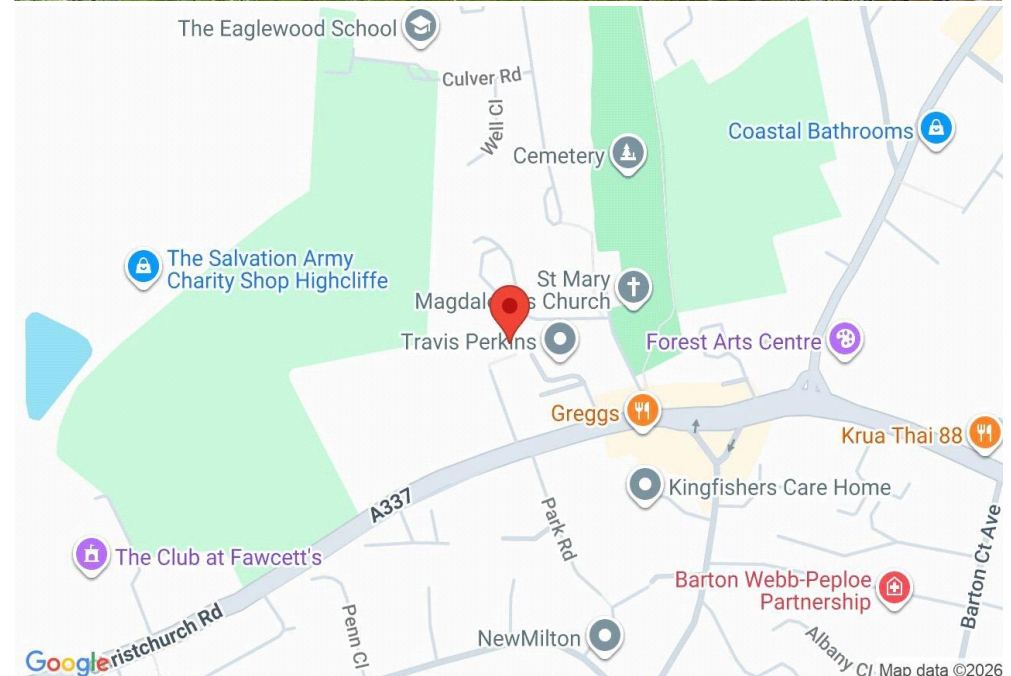 The Eaglewood School
Culver Rd
Well Cl
Coastal Bathrooms
Cemetery
The Salvation Army
Charity Shop Highcliffe
St Mary
Church
Travis Perkins
Forest Arts Centre
Greggs
Krua Thai 88
Kingfishers Care Home
A337
Park Rd
The Club at Fawcett's
Barton Webb-Peploe
Partnership
Barton Ct Ave
Penn Cl
NewMilton
Albany Cl
ristchurch Rd
Google
Map data ©2026